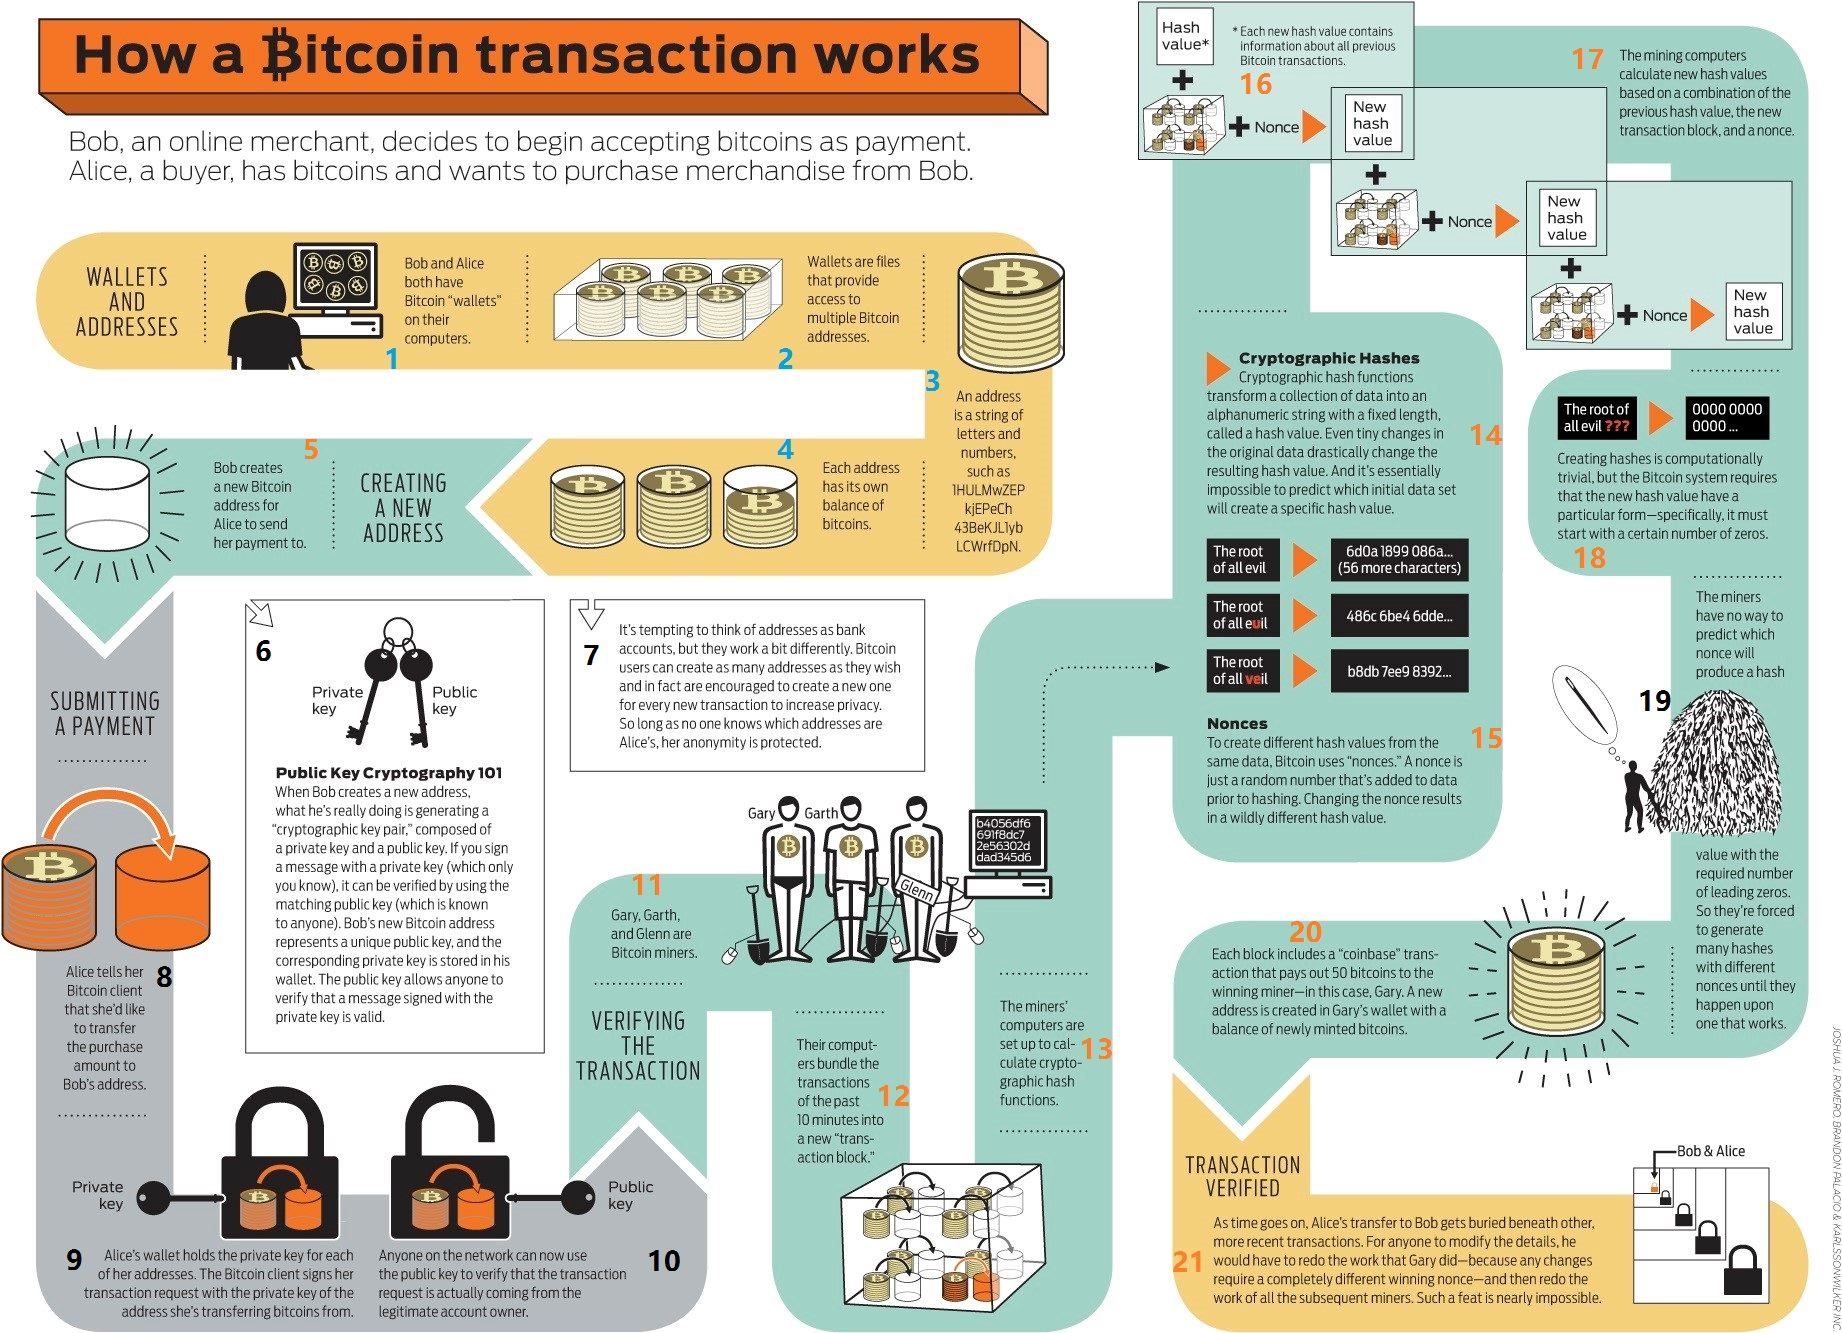 How a Bitcoin transaction works
Bob, an online merchant, decides to begin accepting bitcoins as payment.
Alice, a buyer, has bitcoins and wants to purchase merchandise from Bob.
WALLETS
AND
ADDRESSES
Bob and Alice
both have
Bitcoin “wallets”
on their
computers.
1
Wallets are files
that provide
access to
multiple Bitcoin
addresses.
2
3
An address
is a string of
letters and
numbers,
such as
1HULMwZEP
kjEPeCh
43BeKJL1yb
LCWrfDpN.
4
Each address
has its own
balance of
bitcoins.
CREATING
A NEW
ADDRESS
5
Bob creates
a new Bitcoin
address for
Alice to send
her payment to.
SUBMITTING
A PAYMENT
6
Private
key
Public
key
Public Key Cryptography 101
When Bob creates a new address,
what he’s really doing is generating a
“cryptographic key pair,” composed of
a private key and a public key. If you sign
a message with a private key (which only
you know), it can be verified by using the
matching public key (which is known
to anyone). Bob’s new Bitcoin address
represents a unique public key, and the
corresponding private key is stored in his
wallet. The public key allows anyone to
verify that a message signed with the
private key is valid.
7
It’s tempting to think of addresses as bank
accounts, but they work a bit differently. Bitcoin
users can create as many addresses as they wish
and in fact are encouraged to create a new one
for every new transaction to increase privacy.
So long as no one knows which addresses are
Alice’s, her anonymity is protected.
8
Alice tells her
Bitcoin client
that she’d like
to transfer
the purchase
amount to
Bob’s address.
Private
key
9
Alice’s wallet holds the private key for each
of her addresses. The Bitcoin client signs her
transaction request with the private key of the
address she’s transferring bitcoins from.
Public
key
10
Anyone on the network can now use
the public key to verify that the transaction
request is actually coming from the
legitimate account owner.
VERIFYING
THE
TRANSACTION
11
Gary, Garth,
and Glenn are
Bitcoin miners.
Gary
Garth
Glenn
b4056df6
691f8dc7
2e56302d
dad345d6
12
Their comput-
ers bundle the
transactions
of the past
10 minutes into
a new “trans-
action block.”
13
The miners’
computers are
set up to cal-
culate crypto-
graphic hash
functions.
14
Cryptographic Hashes
Cryptographic hash functions
transform a collection of data into an
alphanumeric string with a fixed length,
called a hash value. Even tiny changes in
the original data drastically change the
resulting hash value. And it’s essentially
impossible to predict which initial data set
will create a specific hash value.
The root
of all evil
6d0a 1899 086a...
(56 more characters)
The root
of all euil
486c 6be4 6dde...
The root
of all veil
b8db 7ee9 8392...
15
Nonces
To create different hash values from the
same data, Bitcoin uses “nonces.” A nonce is
just a random number that’s added to data
prior to hashing. Changing the nonce results
in a wildly different hash value.
Hash
value*
* Each new hash value contains
information about all previous
Bitcoin transactions.
16
+
+ Nonce
New
hash
value
+
+ Nonce
New
hash
value
+
+ Nonce
New
hash
value
17
The mining computers
calculate new hash values
based on a combination of the
previous hash value, the new
transaction block, and a nonce.
The root of
all evil ???
0000 0000
0000 ...
Creating hashes is computationally
trivial, but the Bitcoin system requires
that the new hash value have a
particular form—specifically, it must
start with a certain number of zeros.
18
19
The miners
have no way to
predict which
nonce will
produce a hash
value with the
required number
of leading zeros.
So they’re forced
to generate
many hashes
with different
nonces until they
happen upon
one that works.
20
Each block includes a “coinbase” trans-
action that pays out 50 bitcoins to the
winning miner—in this case, Gary. A new
address is created in Gary’s wallet with a
balance of newly minted bitcoins.
TRANSACTION
VERIFIED
21
As time goes on, Alice’s transfer to Bob gets buried beneath other,
more recent transactions. For anyone to modify the details, he
would have to redo the work that Gary did—because any changes
require a completely different winning nonce—and then redo the
work of all the subsequent miners. Such a feat is nearly impossible.
Bob & Alice
JOSHUA J. ROMERO, BRANDON PALACIO & KARLSSONWILKER INC.